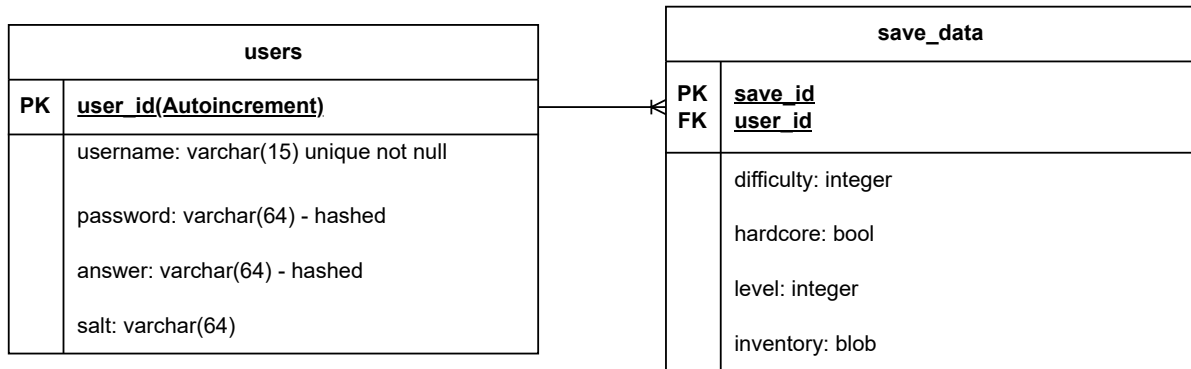 users
PK user_id(Autoincrement)
username: varchar(15) unique not null
password: varchar(64) - hashed
answer: varchar(64) - hashed
salt: varchar(64)
save_data
PK save_id
FK user_id
difficulty: integer
hardcore: bool
level: integer
inventory: blob